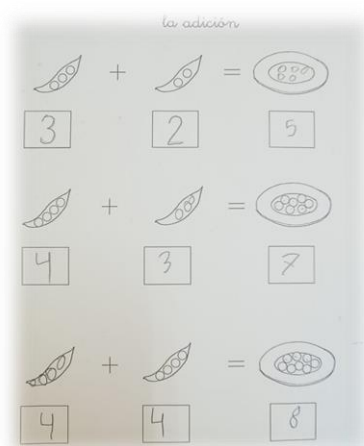 la adición
+ =
3 2 5
+ =
4 3 7
+ =
4 4 8